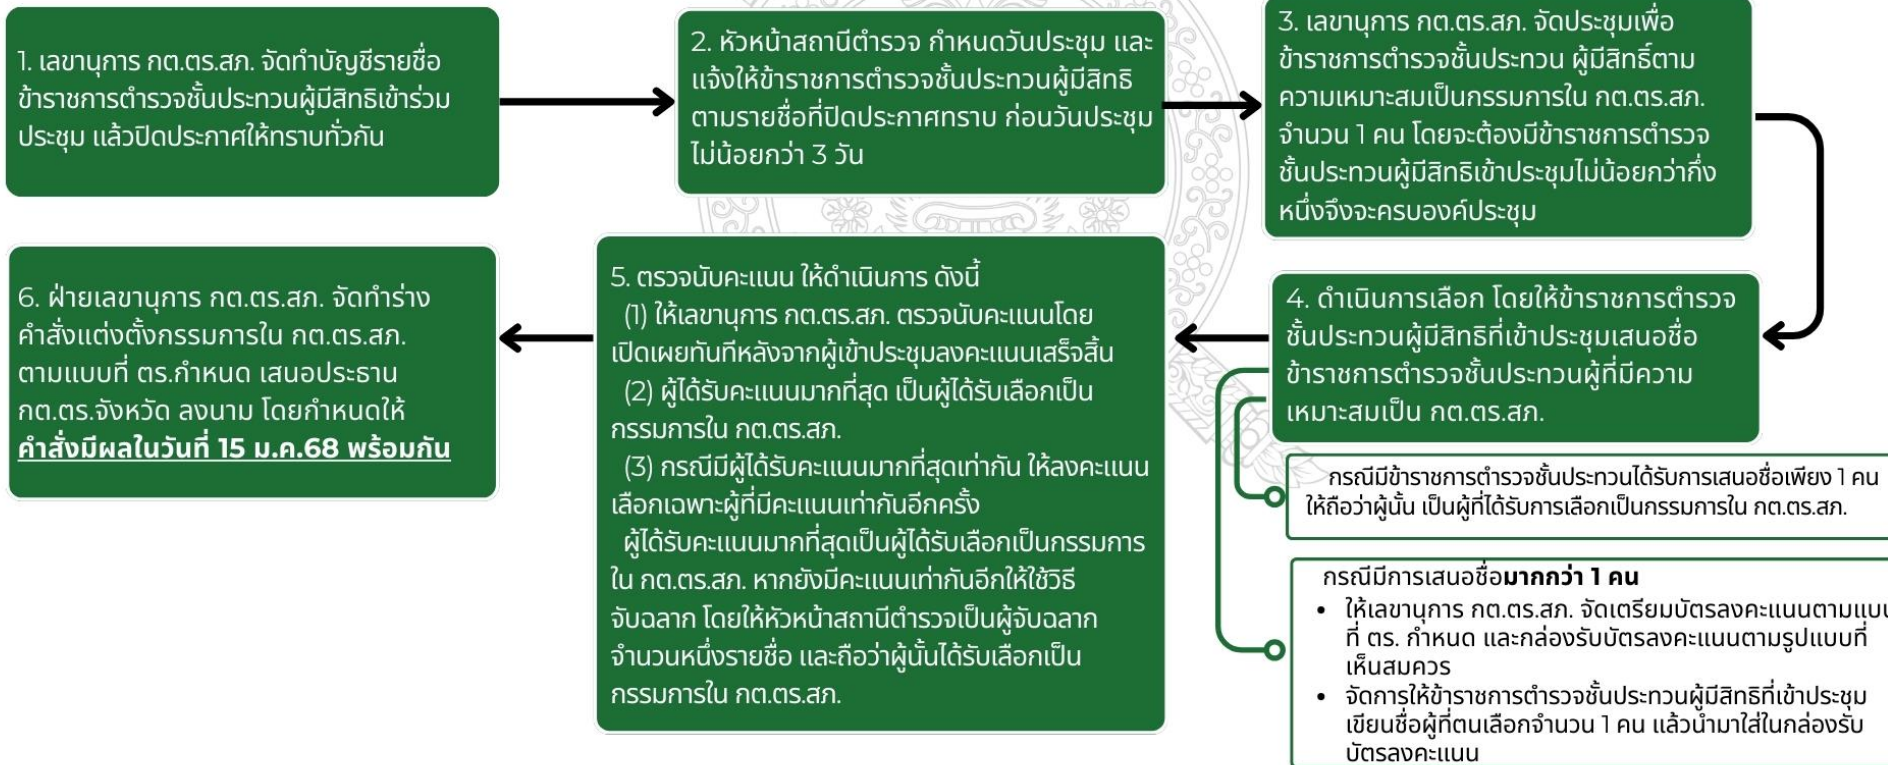 1. เลขานุการ กต.ตร.สภ. จัดทำบัญชีรายชื่อ
ข้าราชการตำรวจชั้นประทวนผู้มีสิทธิเข้าร่วม
ประชุม แล้วปิดประกาศให้ทราบทั่วกัน
2. หัวหน้าสถานีตำรวจ กำหนดวันประชุม และ
แจ้งให้ข้าราชการตำรวจชั้นประทวนผู้มีสิทธิ
ตามรายชื่อที่ปิดประกาศทราบ ก่อนวันประชุม
ไม่น้อยกว่า 3 วัน
3. เลขานุการ กต.ตร.สภ. จัดประชุมเพื่อ
ข้าราชการตำรวจชั้นประทวน ผู้มีสิทธิ์ตาม
ความเหมาะสมเป็นกรรมการใน กต.ตร.สภ.
จำนวน 1 คน โดยจะต้องมีข้าราชการตำรวจ
ชั้นประทวนผู้มีสิทธิเข้าประชุมไม่น้อยกว่ากึ่ง
หนึ่งจึงจะครบองค์ประชุม
4. ดำเนินการเลือก โดยให้ข้าราชการตำรวจ
ชั้นประทวนผู้มีสิทธิที่เข้าประชุมเสนอชื่อ
ข้าราชการตำรวจชั้นประทวนผู้ที่มีความ
เหมาะสมเป็น กต.ตร.สภ.
กรณีมีข้าราชการตำรวจชั้นประทวนได้รับการเสนอชื่อเพียง 1 คน
ให้ถือว่าผู้นั้น เป็นผู้ที่ได้รับการเลือกเป็นกรรมการใน กต.ตร.สภ.
กรณีมีการเสนอชื่อมากกว่า 1 คน
• ให้เลขานุการ กต.ตร.สภ. จัดเตรียมบัตรลงคะแนนตามแบบ
ที่ ตร. กำหนด และกล่องรับบัตรลงคะแนนตามรูปแบบที่
เห็นสมควร
• จัดการให้ข้าราชการตำรวจชั้นประทวนผู้มีสิทธิที่เข้าประชุม
เขียนชื่อผู้ที่ตนเลือกจำนวน 1 คน แล้วนำมาใส่ในกล่องรับ
บัตรลงคะแนน
5. ตรวจนับคะแนน ให้ดำเนินการ ดังนี้
(1) ให้เลขานุการ กต.ตร.สภ. ตรวจนับคะแนนโดย
เปิดเผยทันทีหลังจากผู้เข้าประชุมลงคะแนนเสร็จสิ้น
(2) ผู้ได้รับคะแนนมากที่สุด เป็นผู้ได้รับเลือกเป็น
กรรมการใน กต.ตร.สภ.
(3) กรณีมีผู้ได้รับคะแนนมากที่สุดเท่ากัน ให้ลงคะแนน
เลือกเฉพาะผู้ที่มีคะแนนเท่ากันอีกครั้ง
ผู้ได้รับคะแนนมากที่สุดเป็นผู้ได้รับเลือกเป็นกรรมการ
ใน กต.ตร.สภ. หากยังมีคะแนนเท่ากันอีกให้ใช้วิธี
จับฉลาก โดยให้หัวหน้าสถานีตำรวจเป็นผู้จับฉลาก
จำนวนหนึ่งรายชื่อ และถือว่าผู้นั้นได้รับเลือกเป็น
กรรมการใน กต.ตร.สภ.
6. ฝ่ายเลขานุการ กต.ตร.สภ. จัดทำร่าง
คำสั่งแต่งตั้งกรรมการใน กต.ตร.สภ.
ตามแบบที่ ตร.กำหนด เสนอประธาน
กต.ตร.จังหวัด ลงนาม โดยกำหนดให้
คำสั่งมีผลในวันที่ 15 ม.ค.68 พร้อมกัน